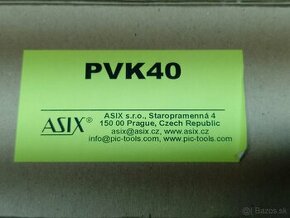 PVK40
ASIX®
ASIX s.r.o., Staropramenná 4
150 00 Prague, Czech Republic
asix@asix.cz, www.asix.cz
info@pic-tools.com, www.pic-tools.com
bazos.sk